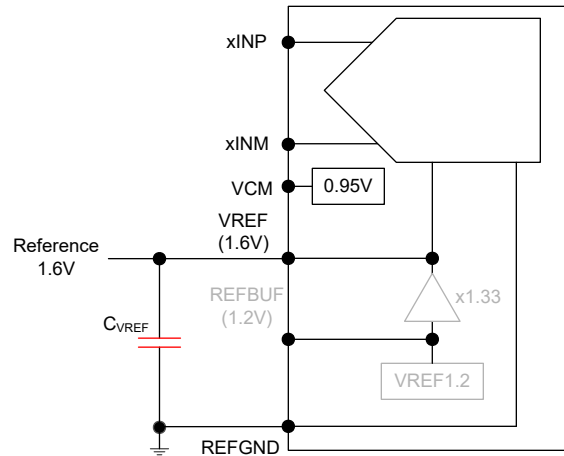 xINP
xINM
VCM
0.95V
VREF
(1.6V)
Reference
1.6V
REFBUF
(1.2V)
x1.33
CVREF
VREF1.2
REFGND